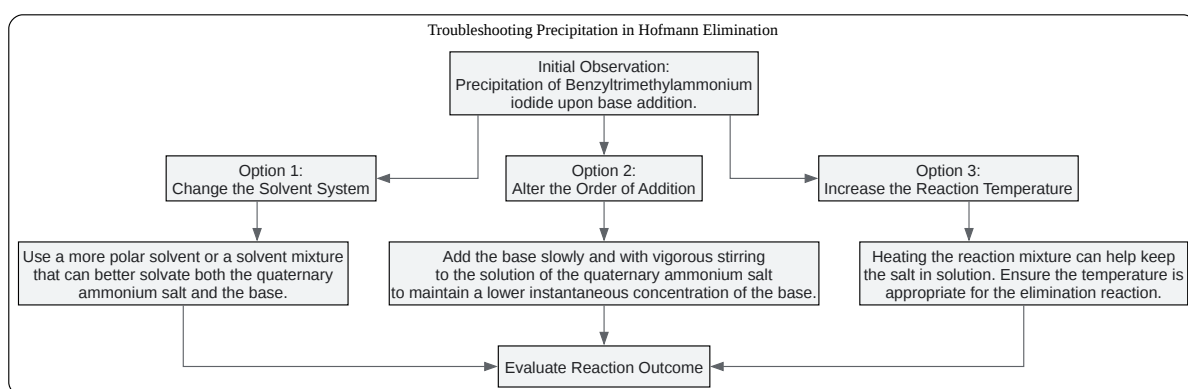 Troubleshooting Precipitation in Hofmann Elimination
Initial Observation:
Precipitation of Benzyltrimethylammonium
iodide upon base addition.
Option 1:
Change the Solvent System
Option 2:
Alter the Order of Addition
Option 3:
Increase the Reaction Temperature
Use a more polar solvent or a solvent mixture
that can better solvate both the quaternary
ammonium salt and the base.
Add the base slowly and with vigorous stirring
to the solution of the quaternary ammonium salt
to maintain a lower instantaneous concentration of the base.
Heating the reaction mixture can help keep
the salt in solution. Ensure the temperature is
appropriate for the elimination reaction.
Evaluate Reaction Outcome